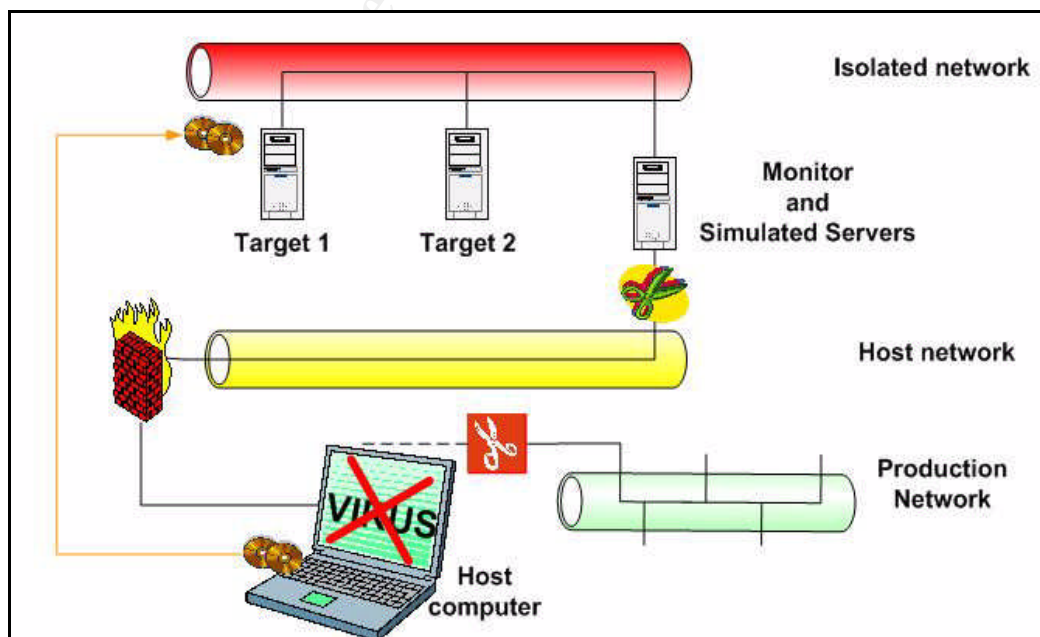 Isolated network
Target 1
Target 2
Monitor
and
Simulated Servers
Host network
Production
Network
VIRUS
Host
computer